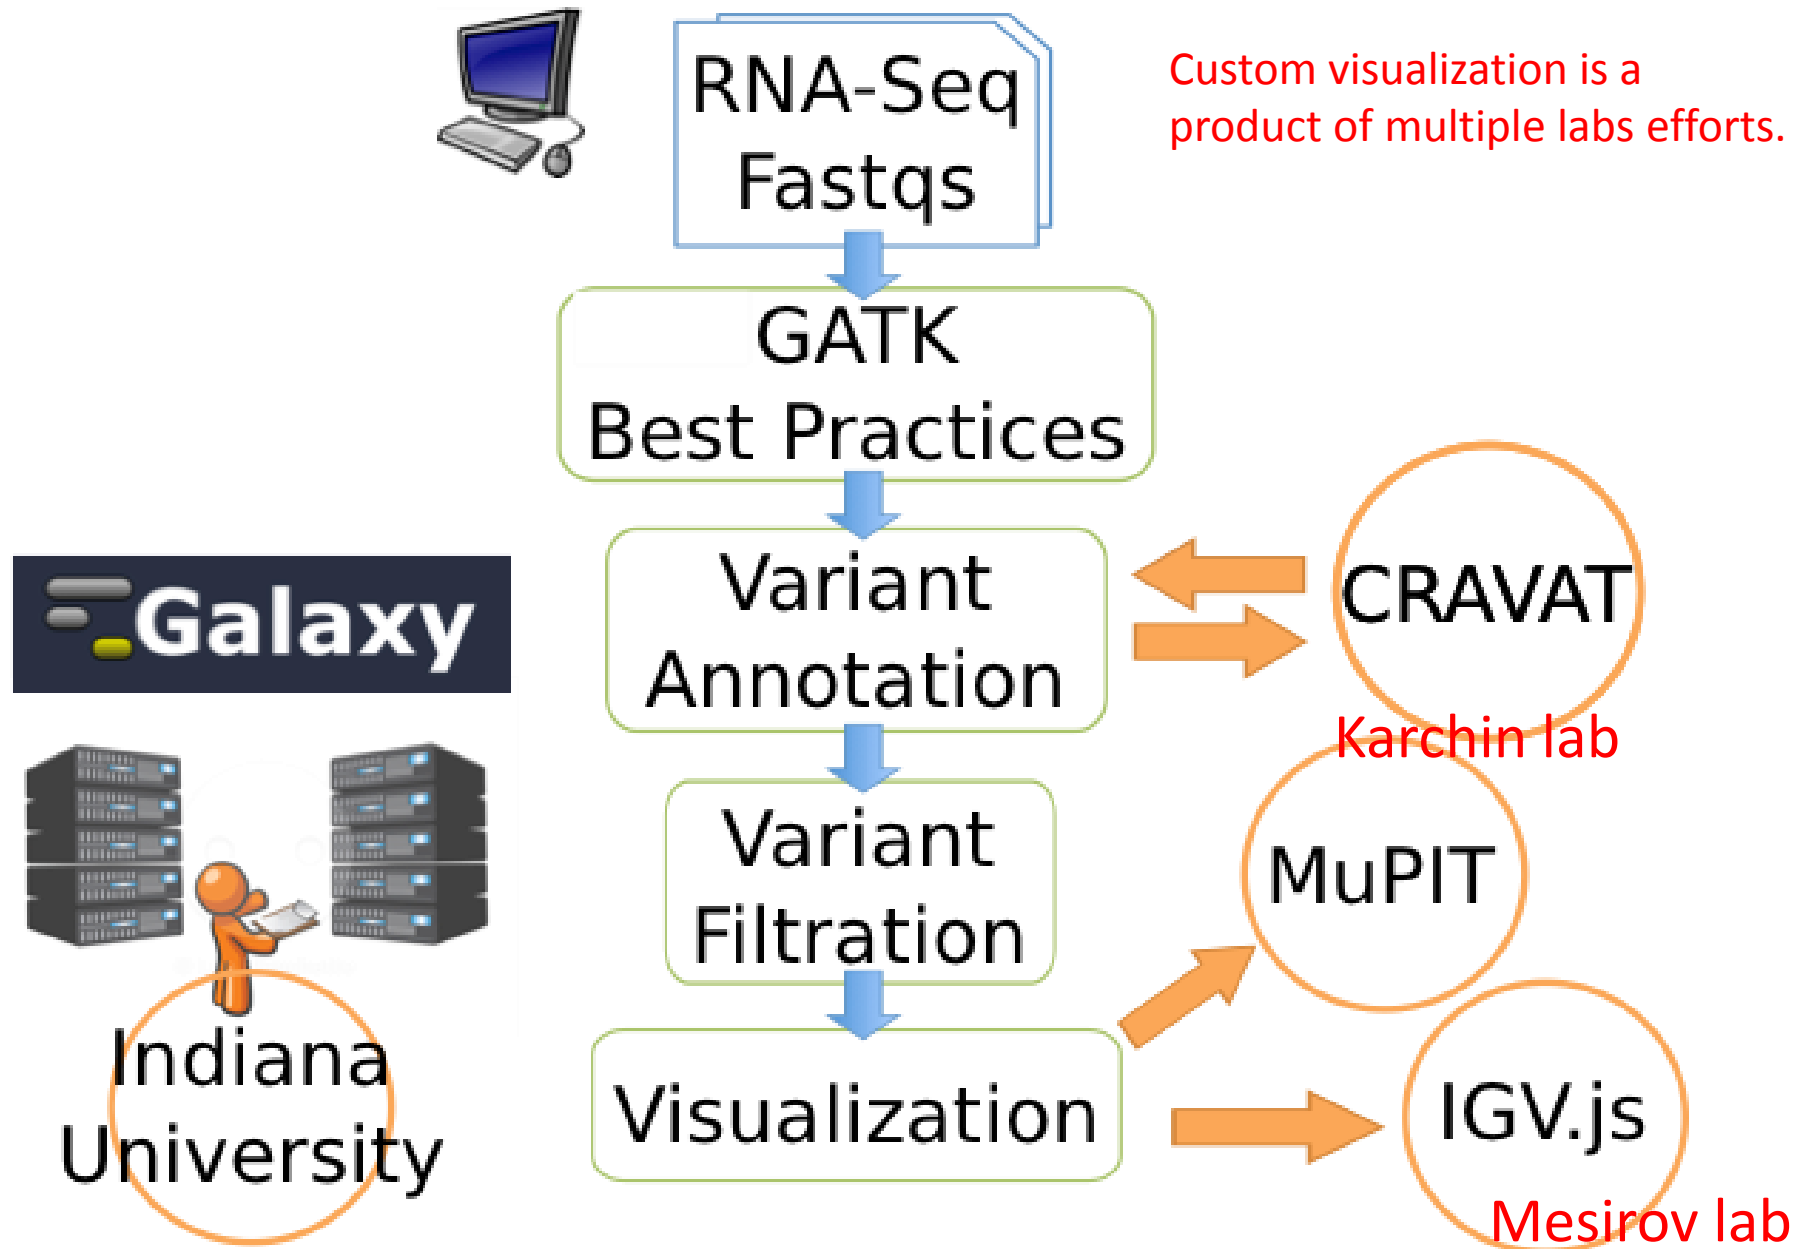 RNA-Seq
Fastqs
Custom visualization is a
product of multiple labs efforts.
GATK
Best Practices
Variant
Annotation
CRAVAT
Karchin lab
Galaxy
Variant
Filtration
MuPIT
Indiana
University
Visualization
IGV.js
Mesirov lab